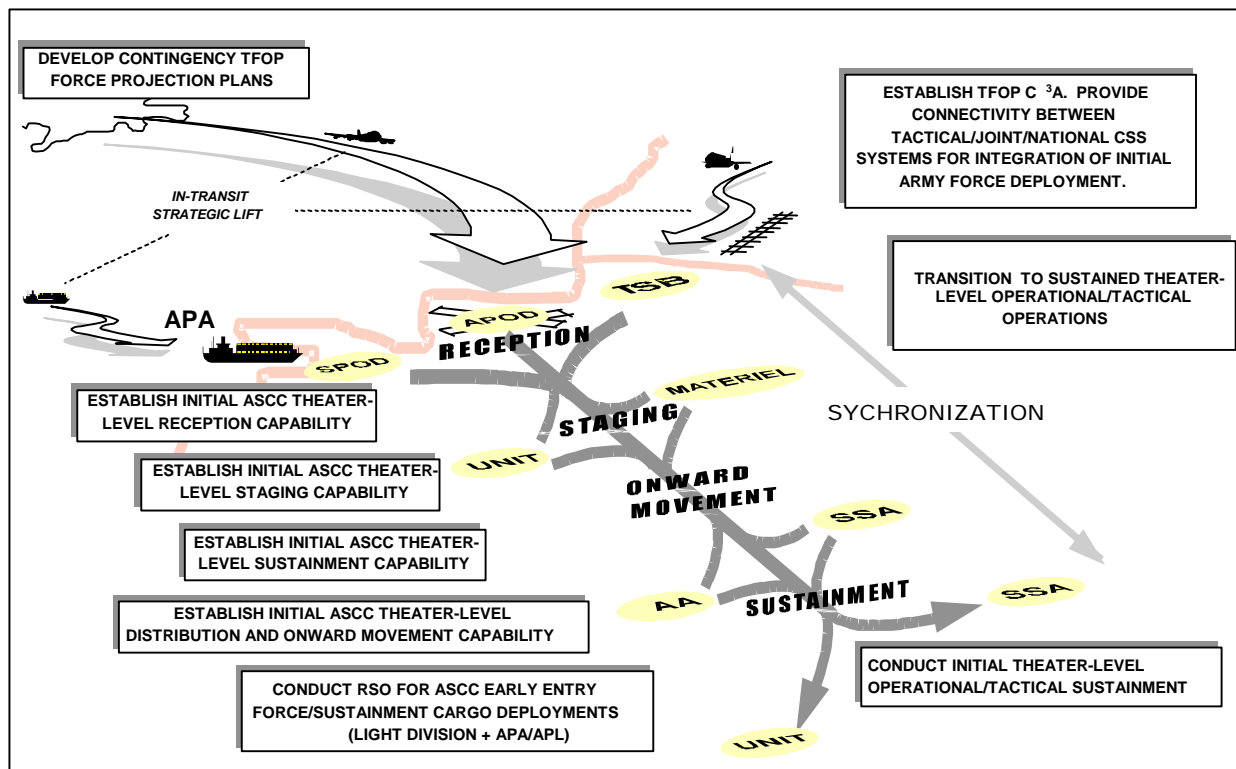 DEVELOP CONTINGENCY TFOP
FORCE PROJECTION PLANS
ESTABLISH TFOP C ³A. PROVIDE
CONNECTIVITY BETWEEN
TACTICAL/JOINT/NATIONAL CSS
SYSTEMS FOR INTEGRATION OF INITIAL
ARMY FORCE DEPLOYMENT.
IN-TRANSIT
STRATEGIC LIFT
TRANSITION TO SUSTAINED THEATER-
LEVEL OPERATIONAL/TACTICAL
OPERATIONS
TSB
APA
APOD
RECEPTION
SPOD
MATERIEL
ESTABLISH INITIAL ASCC THEATER-
LEVEL RECEPTION CAPABILITY
STAGING
SYCHRONIZATION
UNIT
ESTABLISH INITIAL ASCC THEATER-
LEVEL STAGING CAPABILITY
ONWARD
MOVEMENT
SSA
ESTABLISH INITIAL ASCC THEATER-
LEVEL SUSTAINMENT CAPABILITY
AA
SUSTAINMENT
SSA
ESTABLISH INITIAL ASCC THEATER-LEVEL
DISTRIBUTION AND ONWARD MOVEMENT CAPABILITY
CONDUCT INITIAL THEATER-LEVEL
OPERATIONAL/TACTICAL SUSTAINMENT
CONDUCT RSO FOR ASCC EARLY ENTRY
FORCE/SUSTAINMENT CARGO DEPLOYMENTS
(LIGHT DIVISION + APA/APL)
UNIT